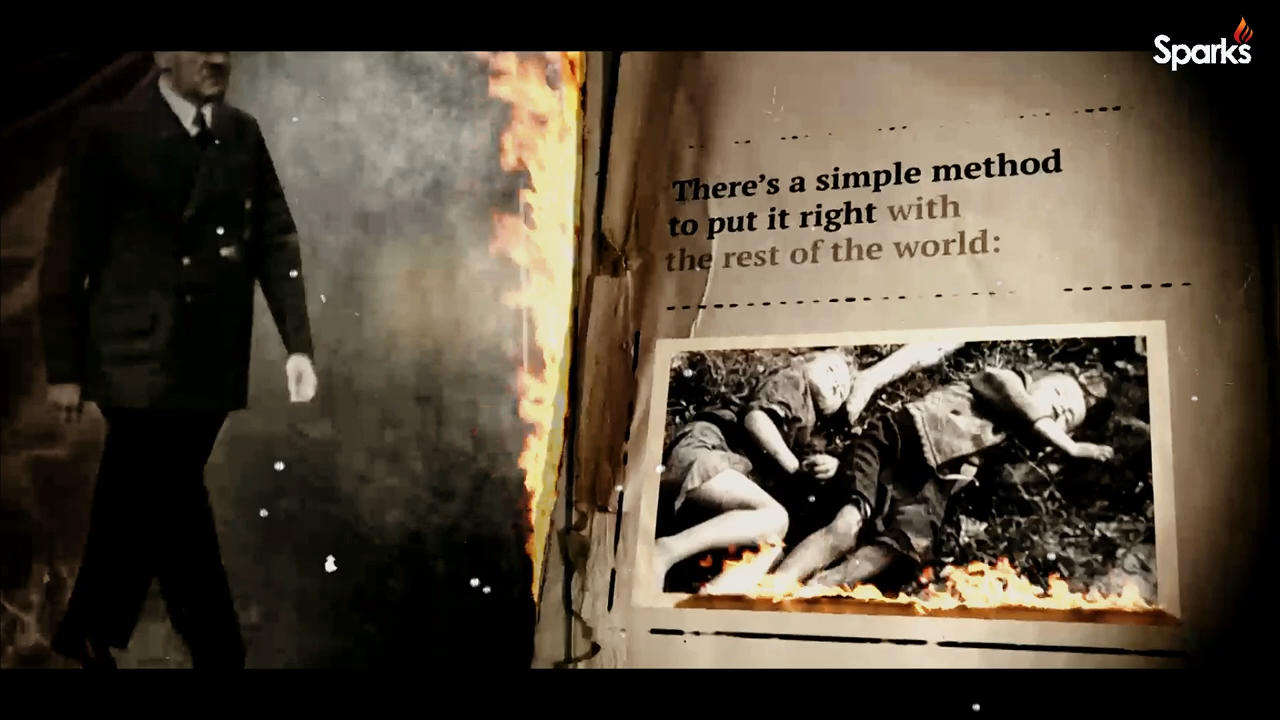 Sparks
There's a simple method
to put it right with
the rest of the world: